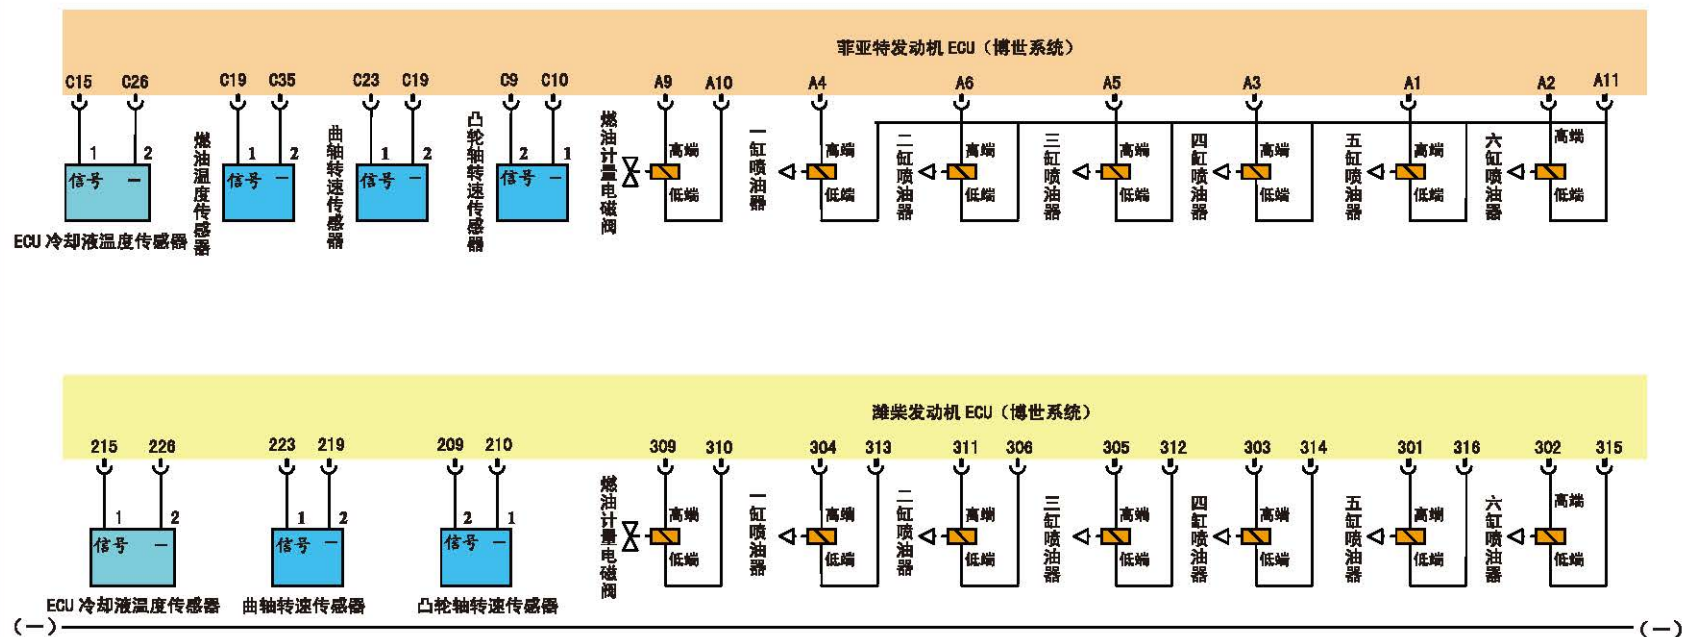 菲亚特发动机 ECU（博世系统）
C15 C26 C19 C35 C23 C19 C9 C10 A9 A10 A4 A6 A5 A3 A1 A2 A11
1 2 1 2 1 2 2 1
信号 — 信号 — 信号 — 信号 —
ECU 冷却液温度传感器
燃油温度传感器
曲轴转速传感器
凸轮轴转速传感器
燃油计量电磁阀
高端
低端
一缸喷油器
高端
低端
二缸喷油器
高端
低端
三缸喷油器
高端
低端
四缸喷油器
高端
低端
五缸喷油器
高端
低端
六缸喷油器
高端
低端
潍柴发动机 ECU（博世系统）
215 226 223 219 209 210 309 310 304 313 311 306 305 312 303 314 301 316 302 315
1 2 1 2 2 1
信号 — 信号 — 信号 —
ECU 冷却液温度传感器
曲轴转速传感器
凸轮轴转速传感器
燃油计量电磁阀
高端
低端
一缸喷油器
高端
低端
二缸喷油器
高端
低端
三缸喷油器
高端
低端
四缸喷油器
高端
低端
五缸喷油器
高端
低端
六缸喷油器
高端
低端
(—) (—)